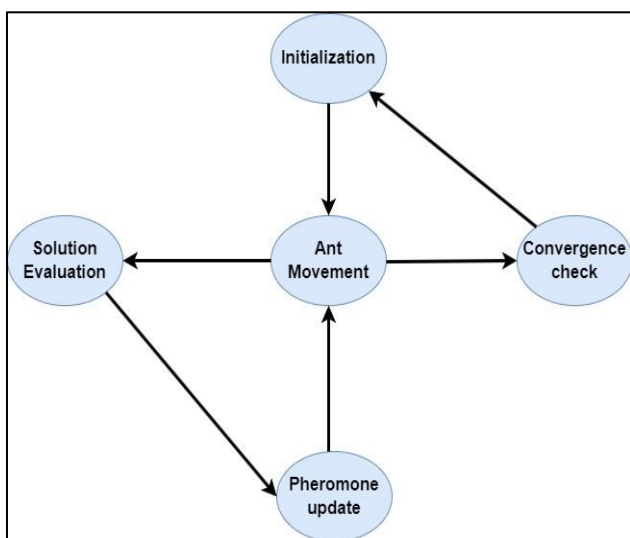 Initialization
Solution
Evaluation
Ant
Movement
Convergence
check
Pheromone
update